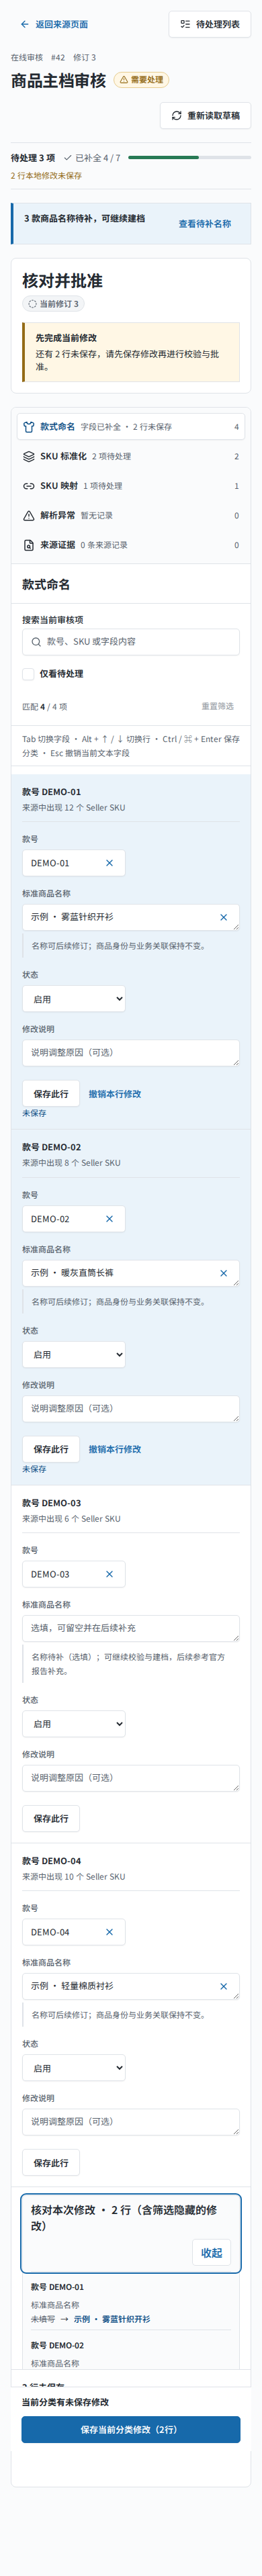 返回来源页面
待处理列表
在线审核 #42 修订 3
商品主档审核
需要处理
重新读取草稿
待处理 3 项
已补全 4 / 7
2 行本地修改未保存
3 款商品名称待补，可继续建档
查看待补名称
核对并批准
当前修订 3
先完成当前修改
还有 2 行未保存，请先保存修改再进行校验与批
准。
款式命名 字段已补全 · 2 行未保存 4
SKU 标准化 2 项待处理 2
SKU 映射 1 项待处理 1
解析异常 暂无记录 0
来源证据 0 条来源记录 0
款式命名
搜索当前审核项
款号、SKU 或字段内容
仅看待处理
匹配 4 / 4 项
重置筛选
Tab 切换字段 · Alt + ↑ / ↓ 切换行 · Ctrl / ⌘ + Enter 保存
分类 · Esc 撤销当前文本字段
款号 DEMO-01
来源中出现 12 个 Seller SKU
款号
DEMO-01
标准商品名称
示例 · 雾蓝针织开衫
名称可后续修订；商品身份与业务关联保持不变。
状态
启用
修改说明
说明调整原因（可选）
保存此行
撤销本行修改
未保存
款号 DEMO-02
来源中出现 8 个 Seller SKU
款号
DEMO-02
标准商品名称
示例 · 暖灰直筒长裤
名称可后续修订；商品身份与业务关联保持不变。
状态
启用
修改说明
说明调整原因（可选）
保存此行
撤销本行修改
未保存
款号 DEMO-03
来源中出现 6 个 Seller SKU
款号
DEMO-03
标准商品名称
选填，可留空并在后续补充
名称待补（选填）；可继续校验与建档，后续参考官方
报告补充。
状态
启用
修改说明
说明调整原因（可选）
保存此行
款号 DEMO-04
来源中出现 10 个 Seller SKU
款号
DEMO-04
标准商品名称
示例 · 轻量棉质衬衫
名称可后续修订；商品身份与业务关联保持不变。
状态
启用
修改说明
说明调整原因（可选）
保存此行
核对本次修改 · 2 行（含筛选隐藏的修
改）
收起
款号 DEMO-01
标准商品名称
未填写 → 示例 · 雾蓝针织开衫
款号 DEMO-02
标准商品名称
当前分类有未保存修改
保存当前分类修改（2行）